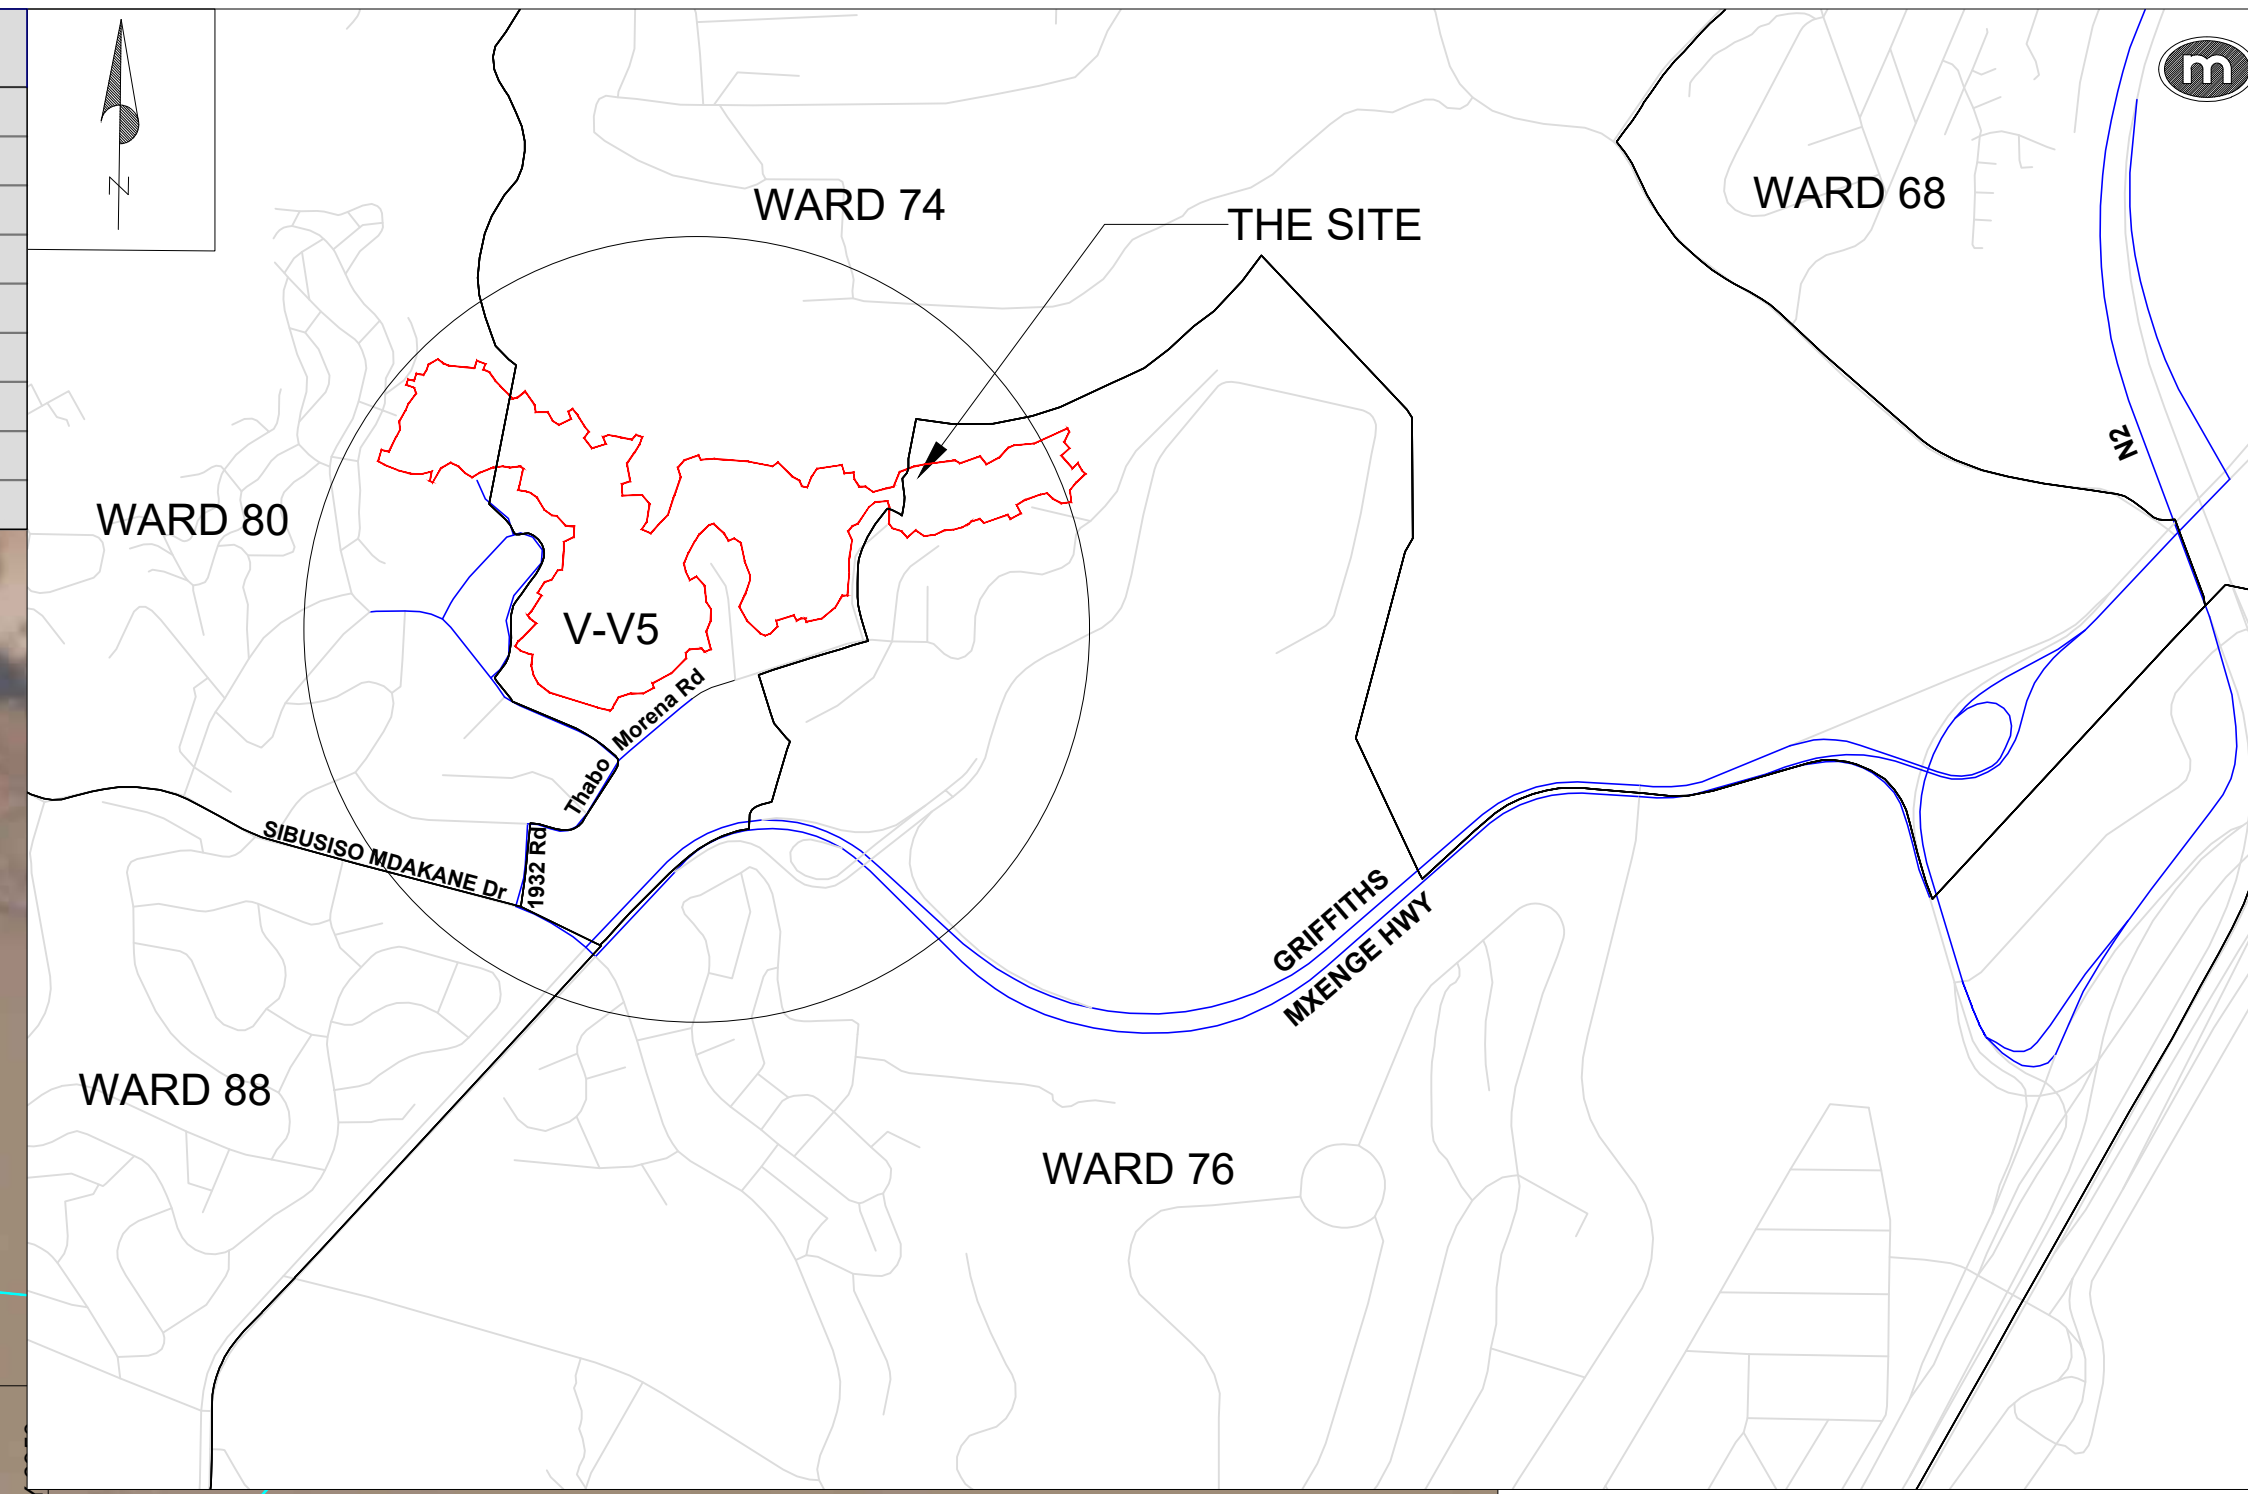 N
m
WARD 74
THE SITE
WARD 68
N2
WARD 80
V-V5
Thabo Morena Rd
SIBUSISO MDAKANE Dr
1932 Rd
GRIFFITHS
MXENGE HWY
WARD 88
WARD 76